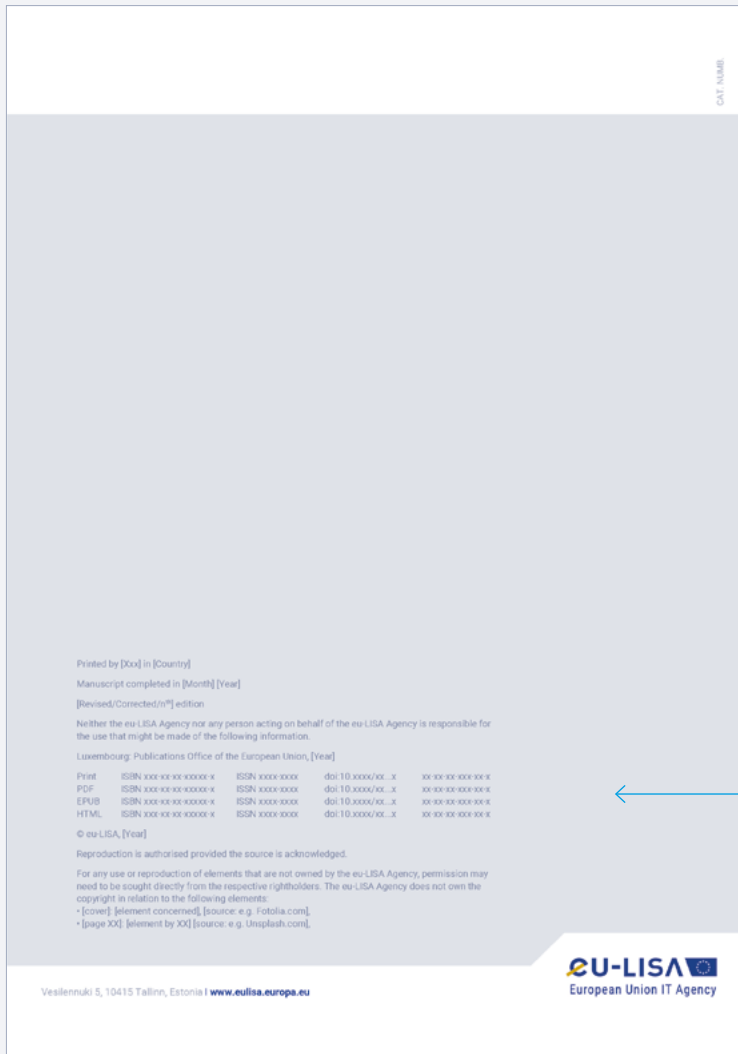 CAT. NUMB.
Printed by [Xxx] in [Country]
Manuscript completed in [Month] [Year]
[Revised/Corrected/nth] edition
Neither the eu-LISA Agency nor any person acting on behalf of the eu-LISA Agency is responsible for
the use that might be made of the following information.
Luxembourg: Publications Office of the European Union, [Year]
Print ISBN xxx-xx-xx-xxxxx-x ISSN xxxx-xxxx doi:10.xxxx/xx...x xx-xx-xx-xxx-xx-x
PDF ISBN xxx-xx-xx-xxxxx-x ISSN xxxx-xxxx doi:10.xxxx/xx...x xx-xx-xx-xxx-xx-x
EPUB ISBN xxx-xx-xx-xxxxx-x ISSN xxxx-xxxx doi:10.xxxx/xx...x xx-xx-xx-xxx-xx-x
HTML ISBN xxx-xx-xx-xxxxx-x ISSN xxxx-xxxx doi:10.xxxx/xx...x xx-xx-xx-xxx-xx-x
© eu-LISA, [Year]
Reproduction is authorised provided the source is acknowledged.
For any use or reproduction of elements that are not owned by the eu-LISA Agency, permission may
need to be sought directly from the respective rightholders. The eu-LISA Agency does not own the
copyright in relation to the following elements:
• [cover]: [element concerned], [source: e.g. Fotolia.com],
• [page XX]: [element by XX] [source: e.g. Unsplash.com],
Vesilennuki 5, 10415 Tallinn, Estonia I www.eulisa.europa.eu
eU-LISA
European Union IT Agency